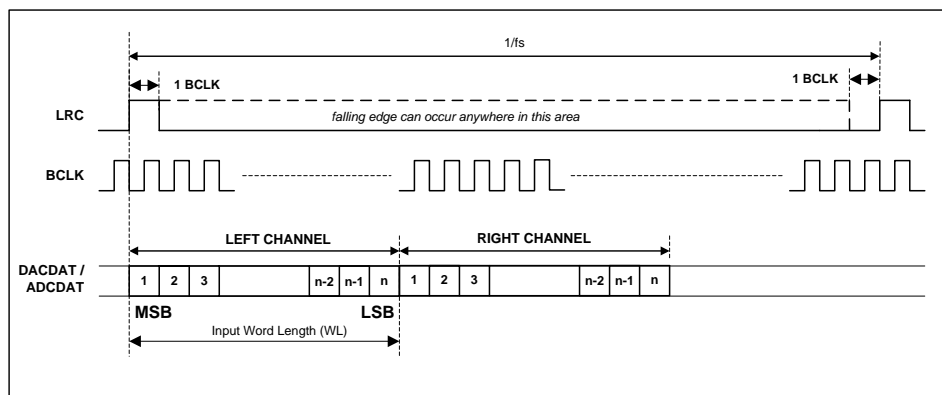 1/fs
1 BCLK
1 BCLK
LRC
falling edge can occur anywhere in this area
BCLK
LEFT CHANNEL
RIGHT CHANNEL
DACDAT /
ADCDAT
1 2 3 n-2 n-1 n 1 2 3 n-2 n-1 n
MSB LSB
Input Word Length (WL)